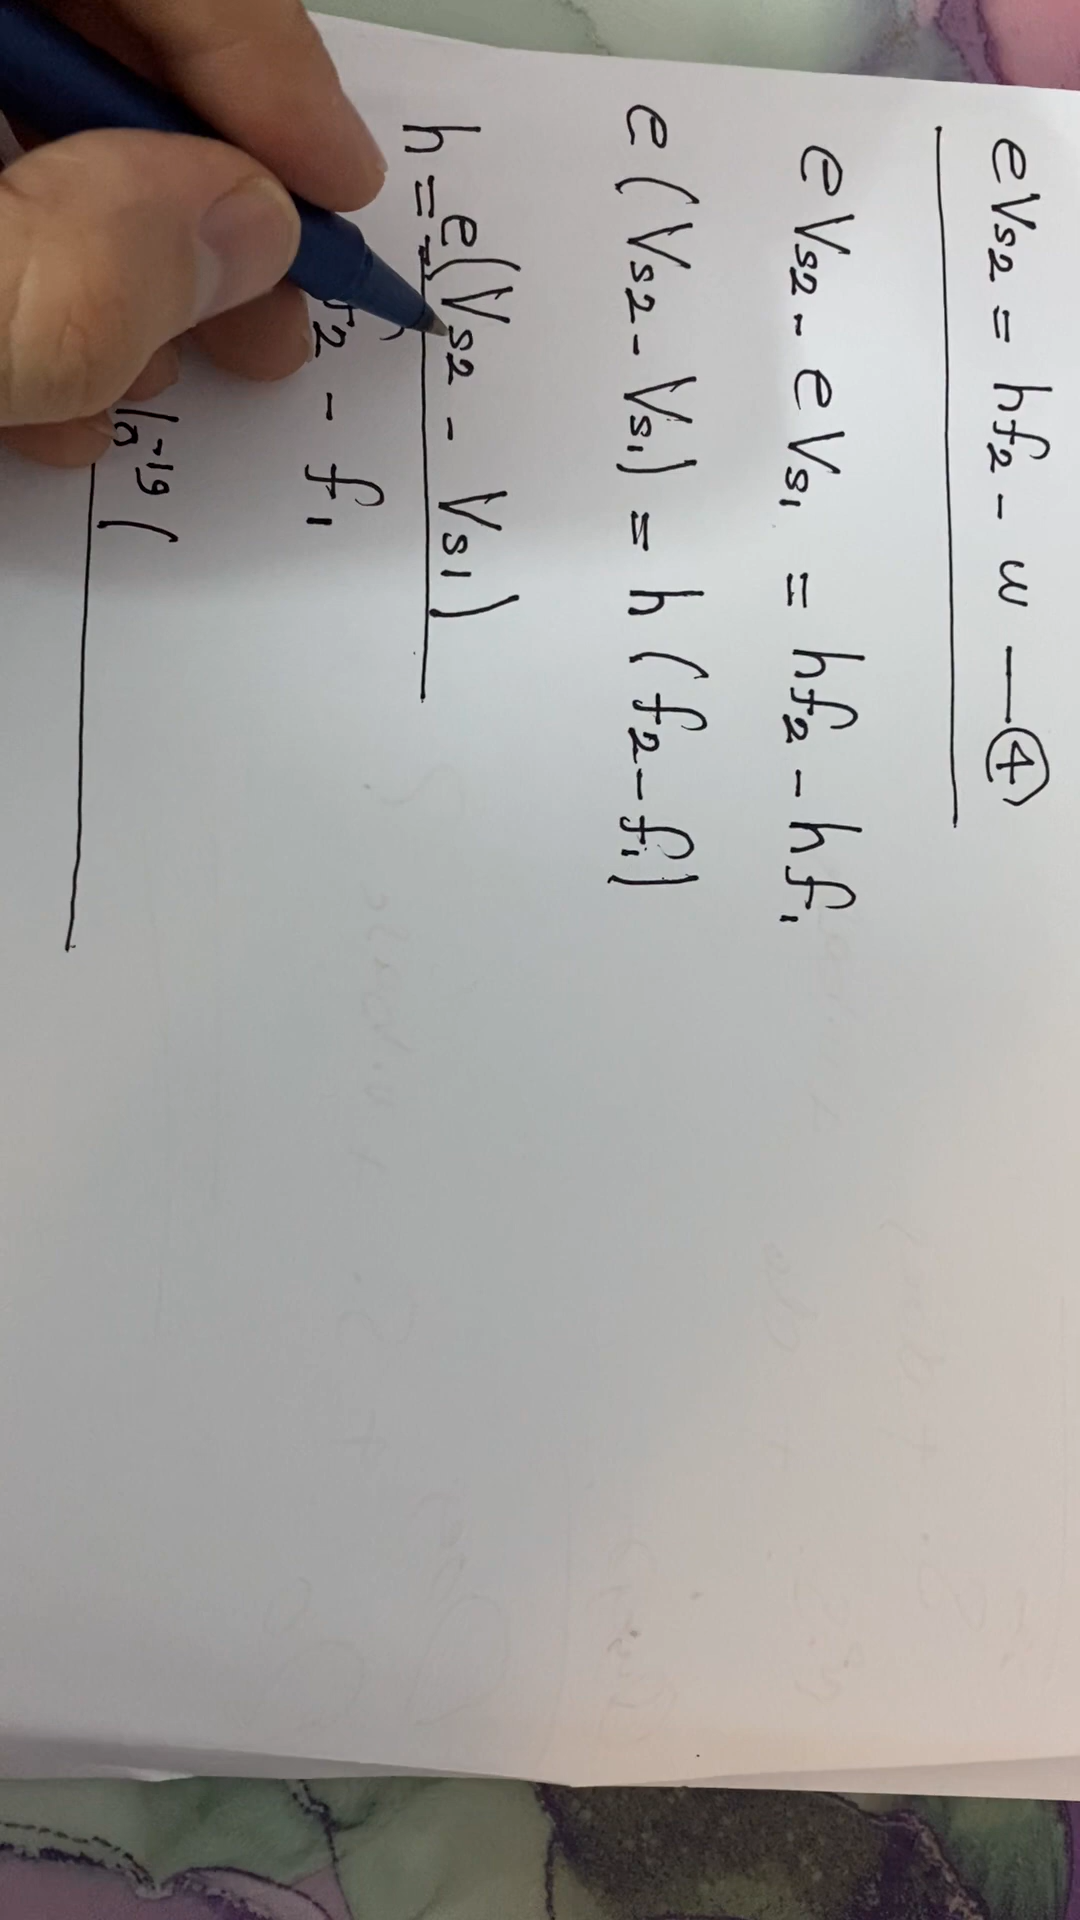 eVs2 = hf2 - w — ④
eVs2 - eVs1 = hf2 - hf1
e(Vs2 - Vs1) = h(f2 - f1)
h = e(Vs2 - Vs1)
f2 - f1
10-19 (